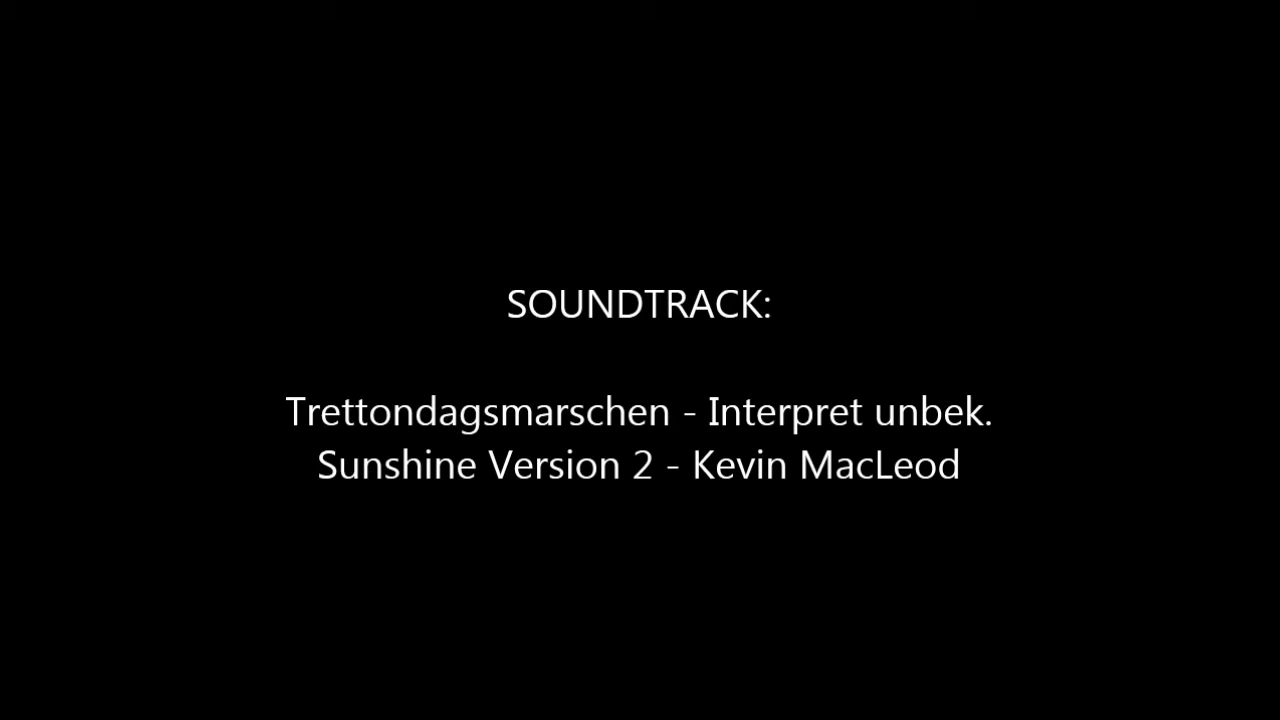 SOUNDTRACK:
Trettondagsmarschen - Interpret unbek.
Sunshine Version 2 - Kevin MacLeod